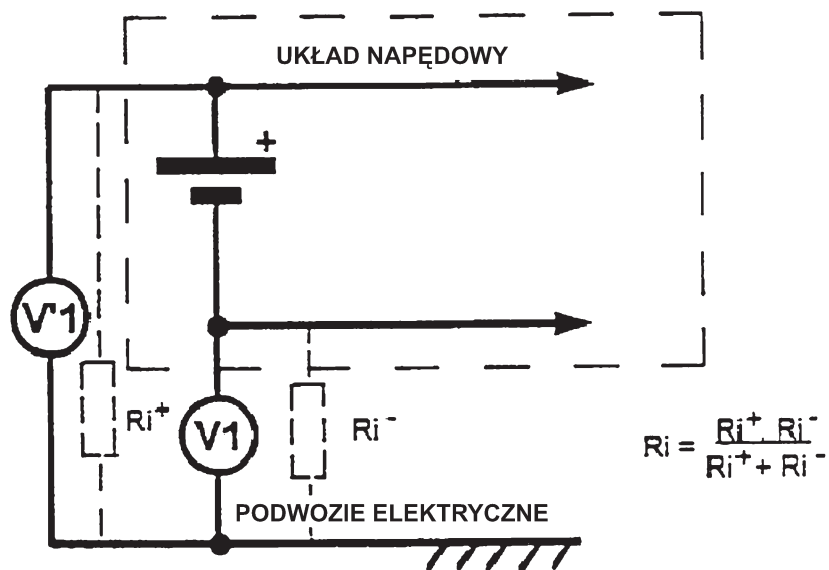 UKŁAD NAPĘDOWY
+
V'1
Ri+
V1
Ri-
Ri = Ri+ . Ri- / Ri+ + Ri-
PODWOZIE ELEKTRYCZNE